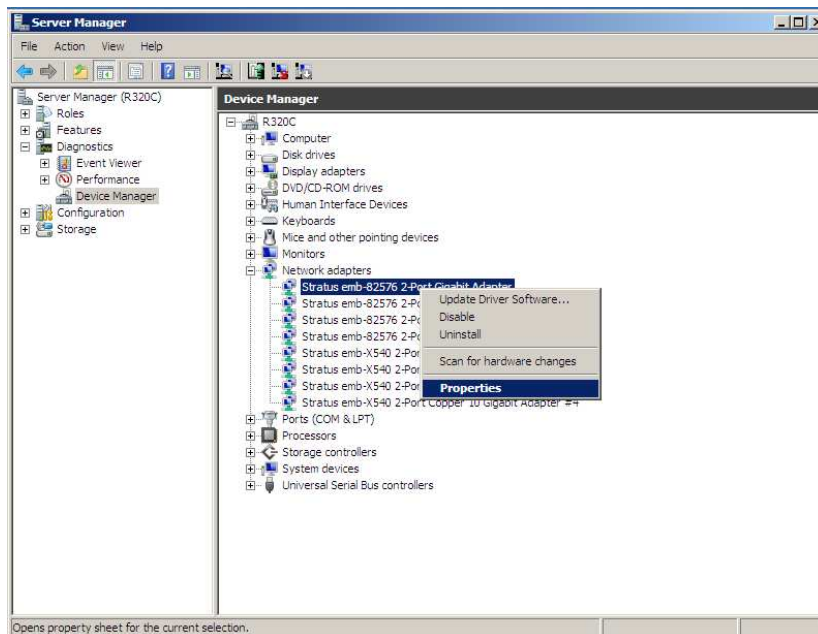 Server Manager
File Action View Help
Server Manager (R320C)
Roles
Features
Diagnostics
Event Viewer
Performance
Device Manager
Configuration
Storage
Device Manager
R320C
Computer
Disk drives
Display adapters
DVD/CD-ROM drives
Human Interface Devices
Keyboards
Mice and other pointing devices
Monitors
Network adapters
Stratus emb-82576 2-Port Gigabit Adapter
Stratus emb-82576 2-Po
Stratus emb-82576 2-Po
Stratus emb-82576 2-Po
Stratus emb-X540 2-Por
Stratus emb-X540 2-Por
Stratus emb-X540 2-Por
Stratus emb-X540 2-Port Copper 10 Gigabit Adapter #4
Ports (COM & LPT)
Processors
Storage controllers
System devices
Universal Serial Bus controllers
Update Driver Software...
Disable
Uninstall
Scan for hardware changes
Properties
Opens property sheet for the current selection.